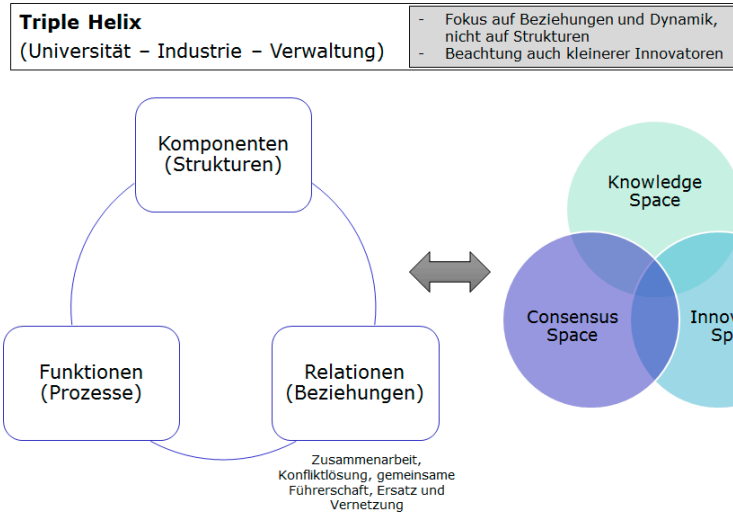 Triple Helix
(Universität – Industrie – Verwaltung)
- Fokus auf Beziehungen und Dynamik,
nicht auf Strukturen
- Beachtung auch kleinerer Innovatoren
Komponenten
(Strukturen)
Funktionen
(Prozesse)
Relationen
(Beziehungen)
Zusammenarbeit,
Konfliktlösung, gemeinsame
Führerschaft, Ersatz und
Vernetzung
Knowledge
Space
Consensus
Space